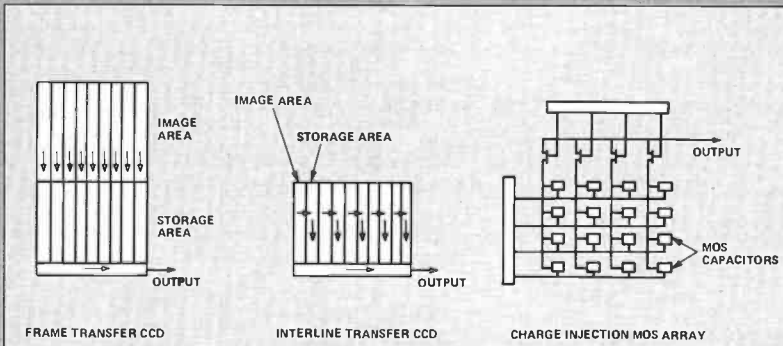 IMAGE
AREA
STORAGE
AREA
OUTPUT
FRAME TRANSFER CCD
IMAGE AREA
STORAGE AREA
OUTPUT
INTERLINE TRANSFER CCD
OUTPUT
MOS
CAPACITORS
CHARGE INJECTION MOS ARRAY